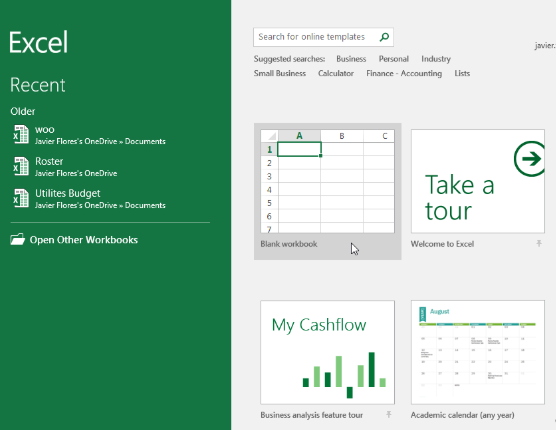 Excel
Recent
Older
woo
Javier Flores's OneDrive » Documents
Roster
Javier Flores's OneDrive
Utilites Budget
Javier Flores's OneDrive » Documents
Open Other Workbooks
Search for online templates
javier.
Suggested searches: Business Personal Industry
Small Business Calculator Finance - Accounting Lists
A B C
1
2
3
4
5
6
7
Blank workbook
Take a
tour
Welcome to Excel
My Cashflow
Business analysis feature tour
August
Academic calendar (any year)